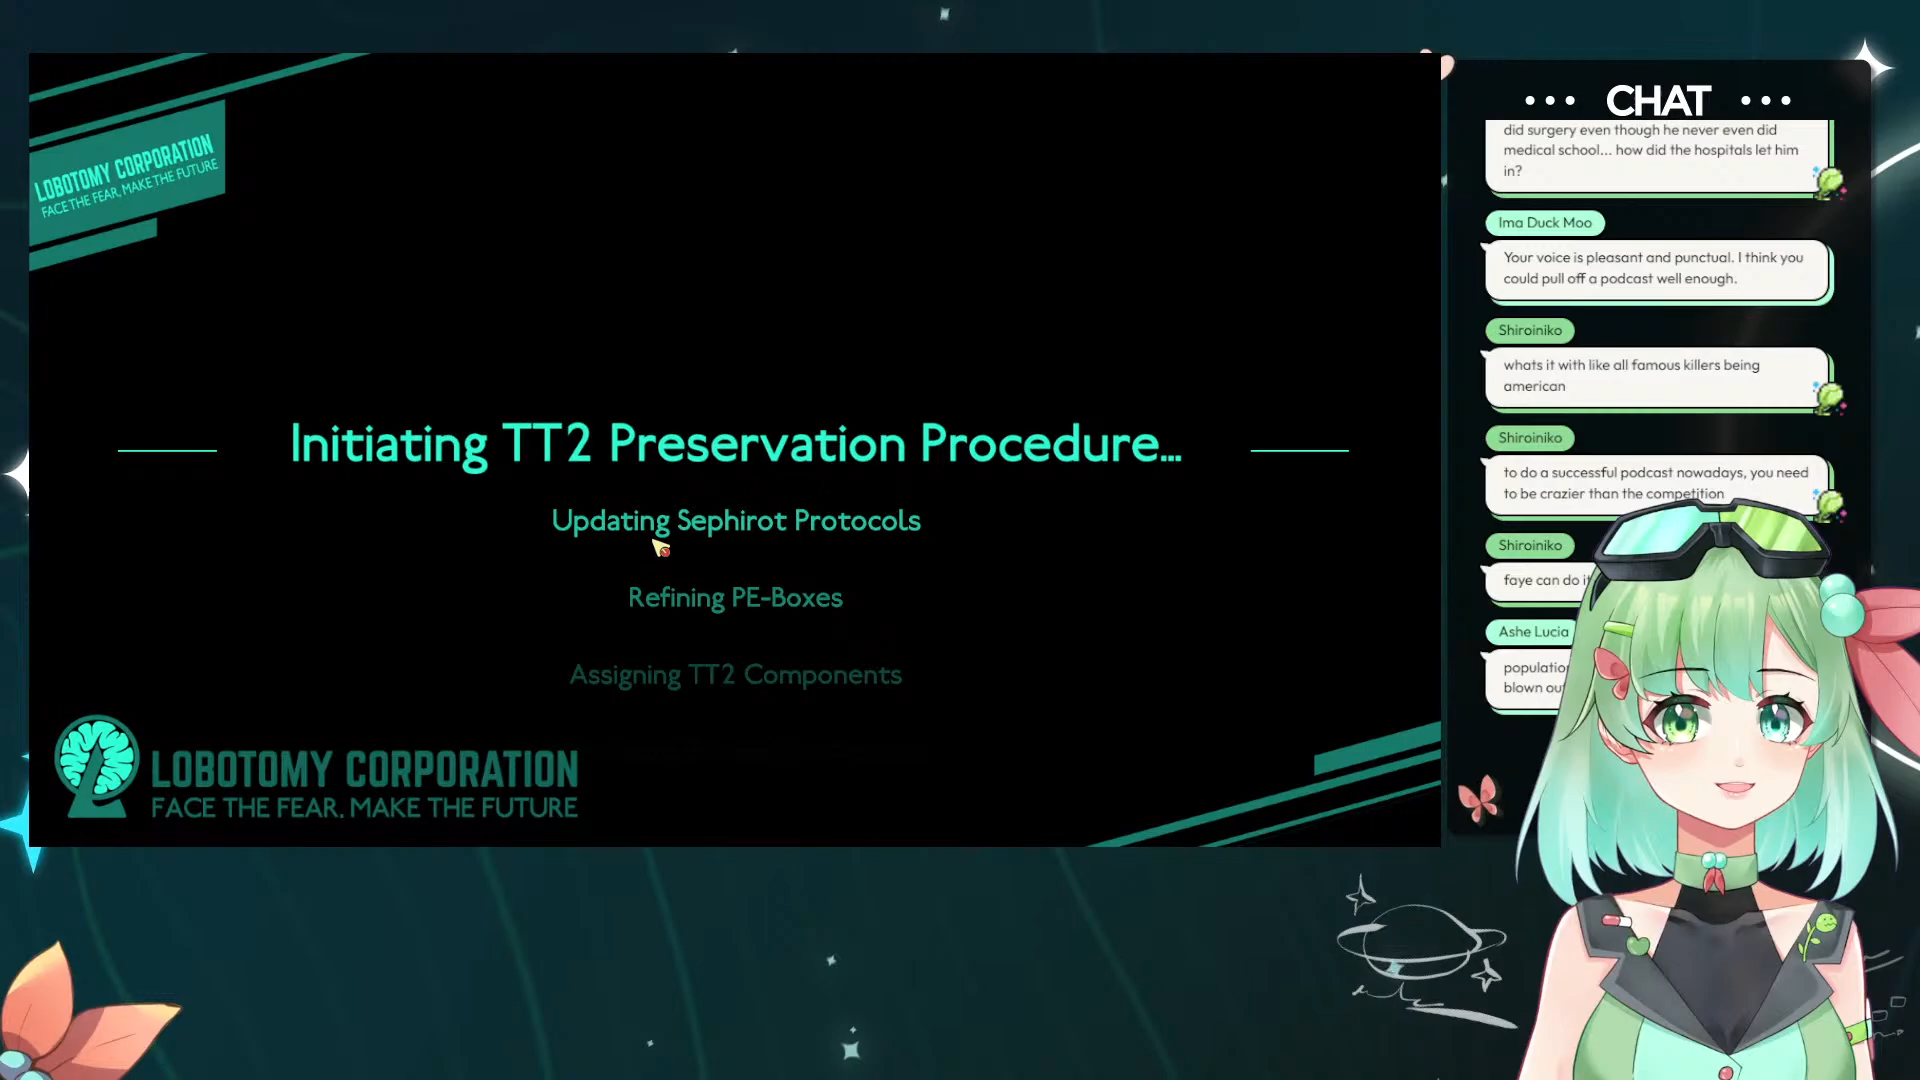 LOBOTOMY CORPORATION
FACE THE FEAR, MAKE THE FUTURE
Initiating TT2 Preservation Procedure...
Updating Sephirot Protocols
Refining PE-Boxes
Assigning TT2 Components
LOBOTOMY CORPORATION
FACE THE FEAR, MAKE THE FUTURE
CHAT
did surgery even though he never even did
medical school... how did the hospitals let him
in?
Ima Duck Moo
Your voice is pleasant and punctual. I think you
could pull off a podcast well enough.
Shiroiniko
whats it with like all famous killers being
american
Shiroiniko
to do a successful podcast nowadays, you need
to be crazier than the competition
Shiroiniko
faye can do
Ashe Lucia
blown